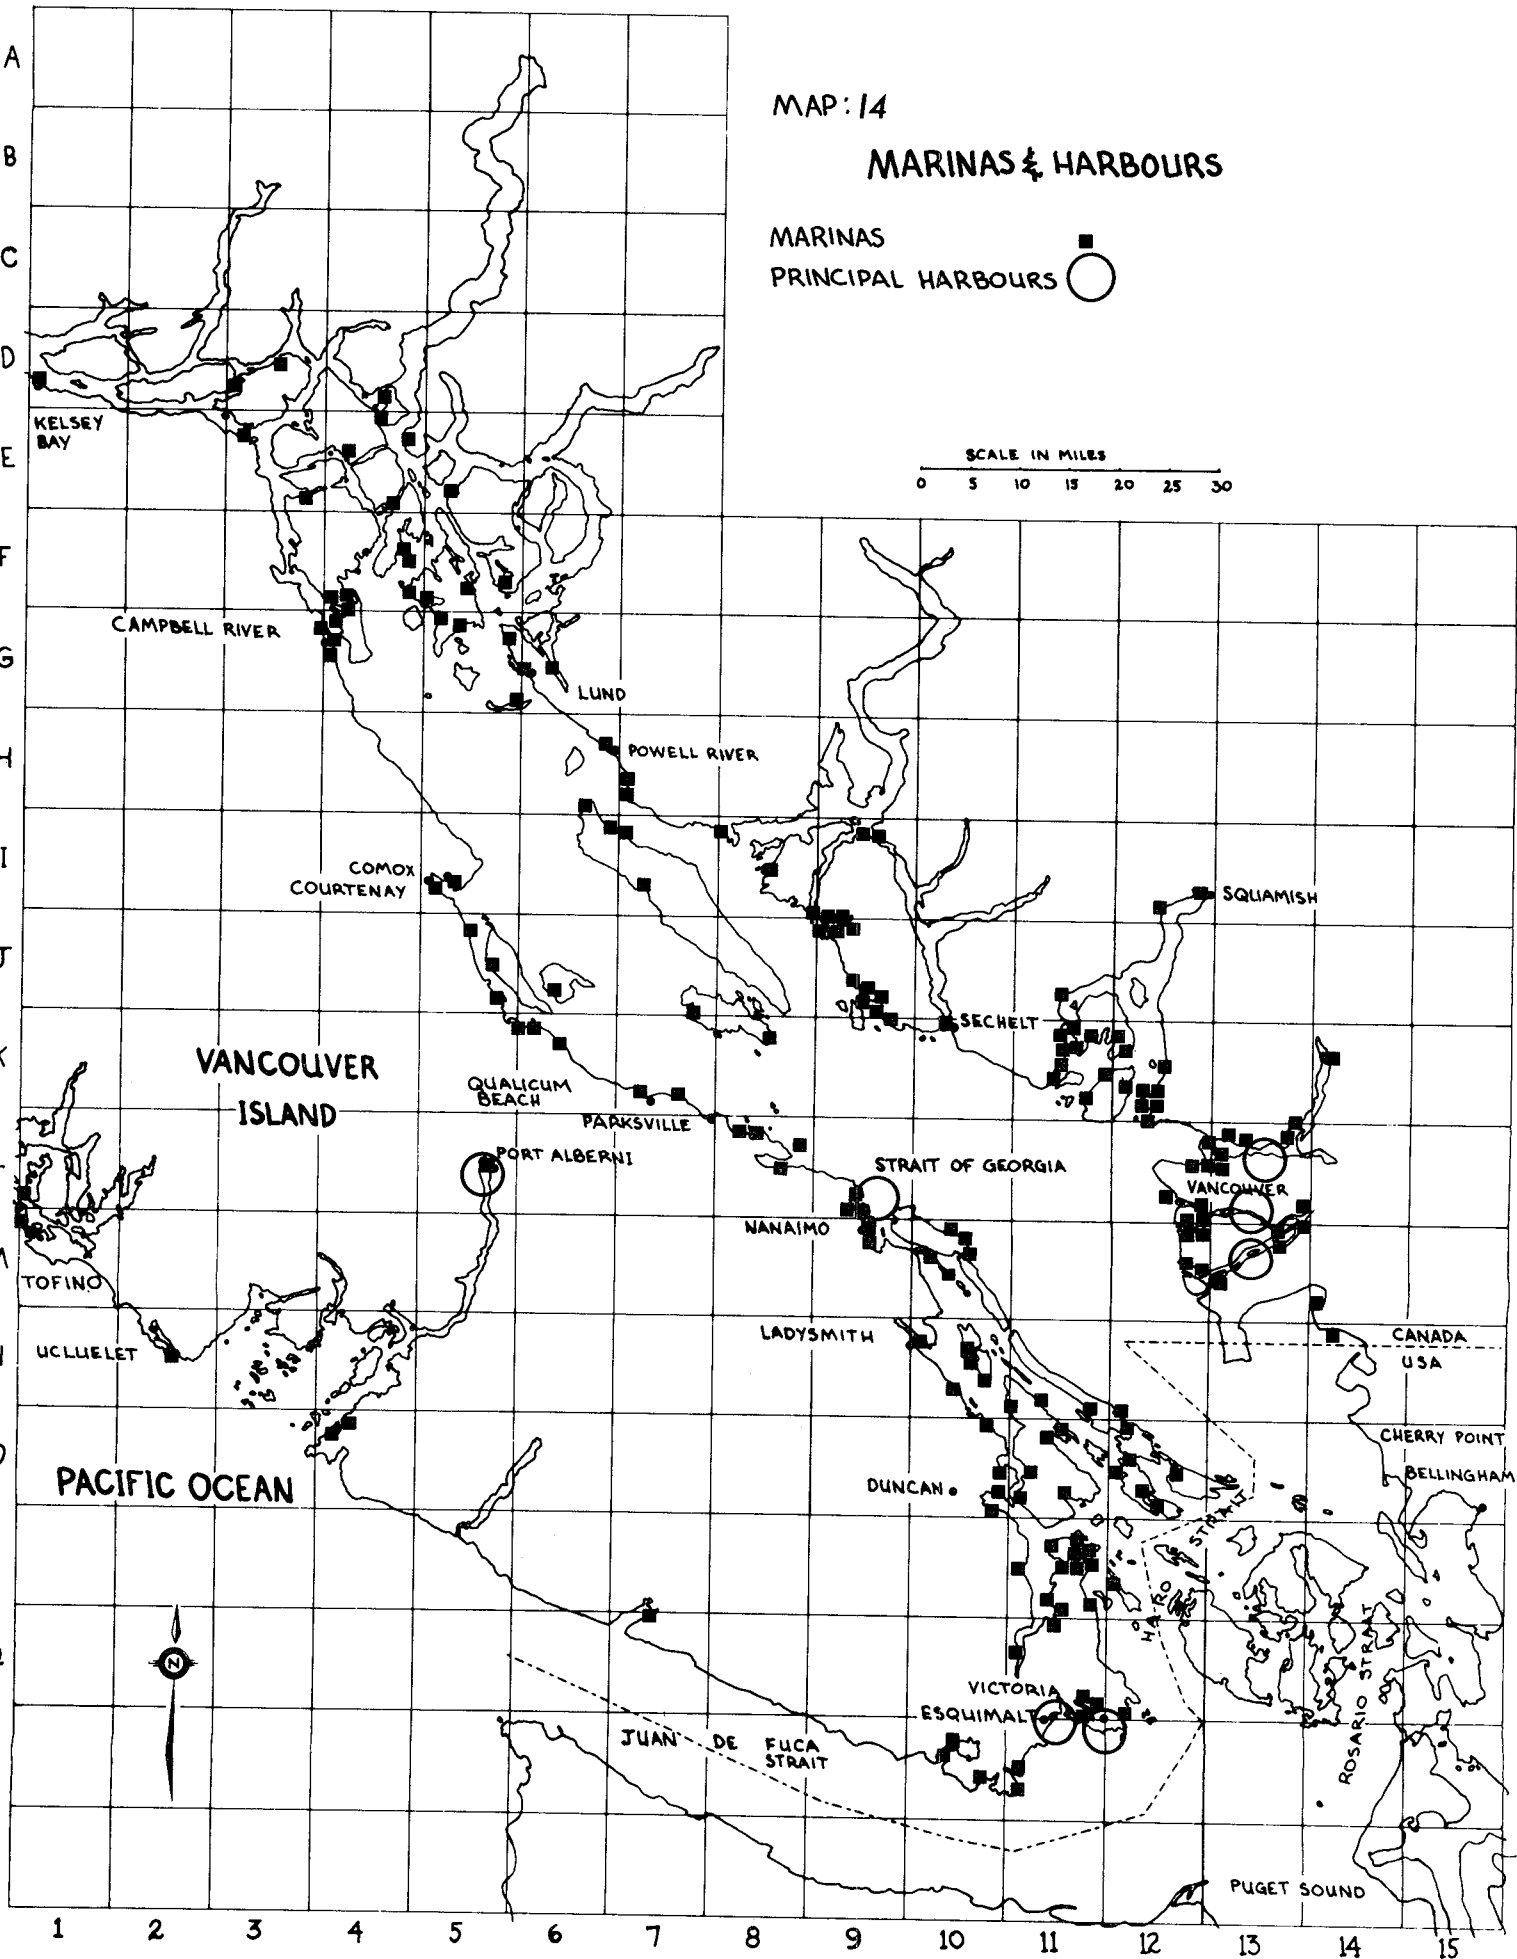 A
MAP: 14
B
MARINAS & HARBOURS
MARINAS
C
PRINCIPAL HARBOURS
D
KELSEY
BAY
E
SCALE IN MILES
0 5 10 15 20 25 30
F
CAMPBELL RIVER
G
LUND
H
POWELL RIVER
I
COMOX
COURTENAY
SQUAMISH
J
SECHELT
K
VANCOUVER
ISLAND
QUALICUM
BEACH
PARKSVILLE
PORT ALBERNI
STRAIT OF GEORGIA
VANCOUVER
NANAIMO
TOFINO
LADYSMITH
CANADA
USA
UCLUELET
CHERRY POINT
BELLINGHAM
PACIFIC OCEAN
DUNCAN
HARO STRAIT
ROSARIO STRAAT
N
VICTORIA
ESQUIMALT
JUAN DE FUCA
STRAIT
PUGET SOUND
1 2 3 4 5 6 7 8 9 10 11 12 13 14 15